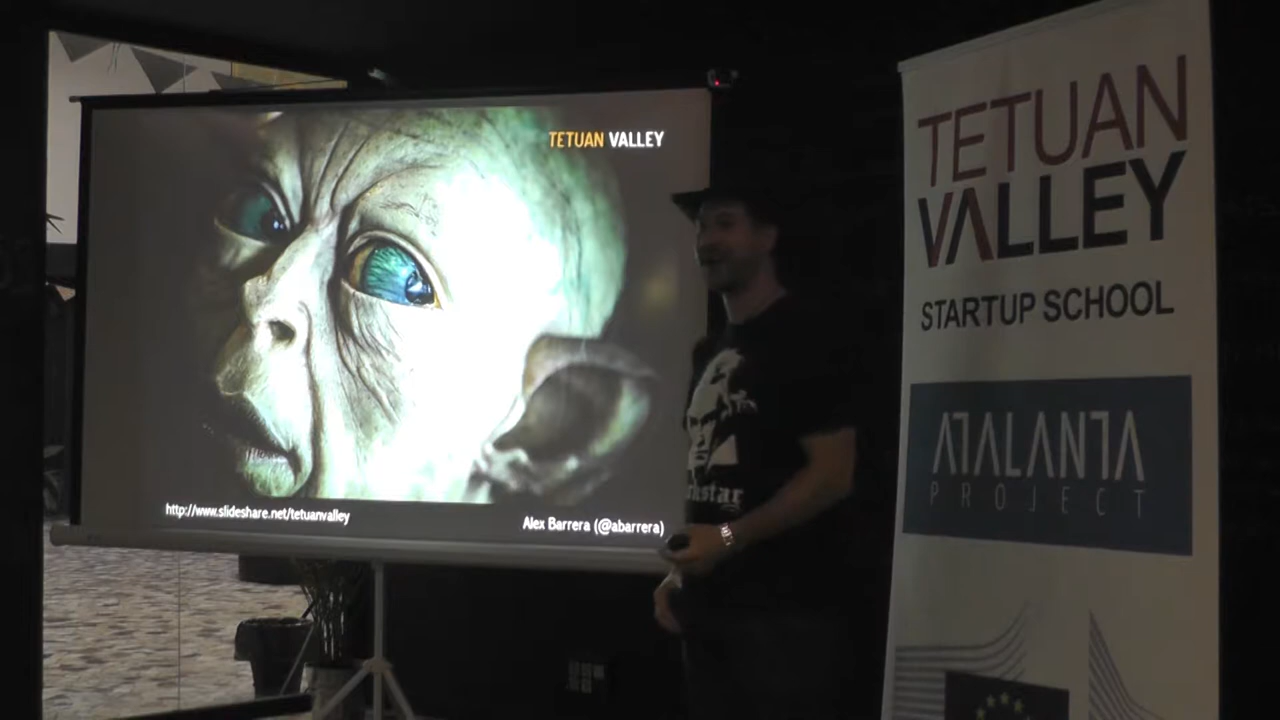 TETUAN VALLEY
http://www.slideshare.net/tetuanvalley
Alex Barrera (@abarrera)
TETUAN
VALLEY
STARTUP SCHOOL
ATALANTA
PROJECT